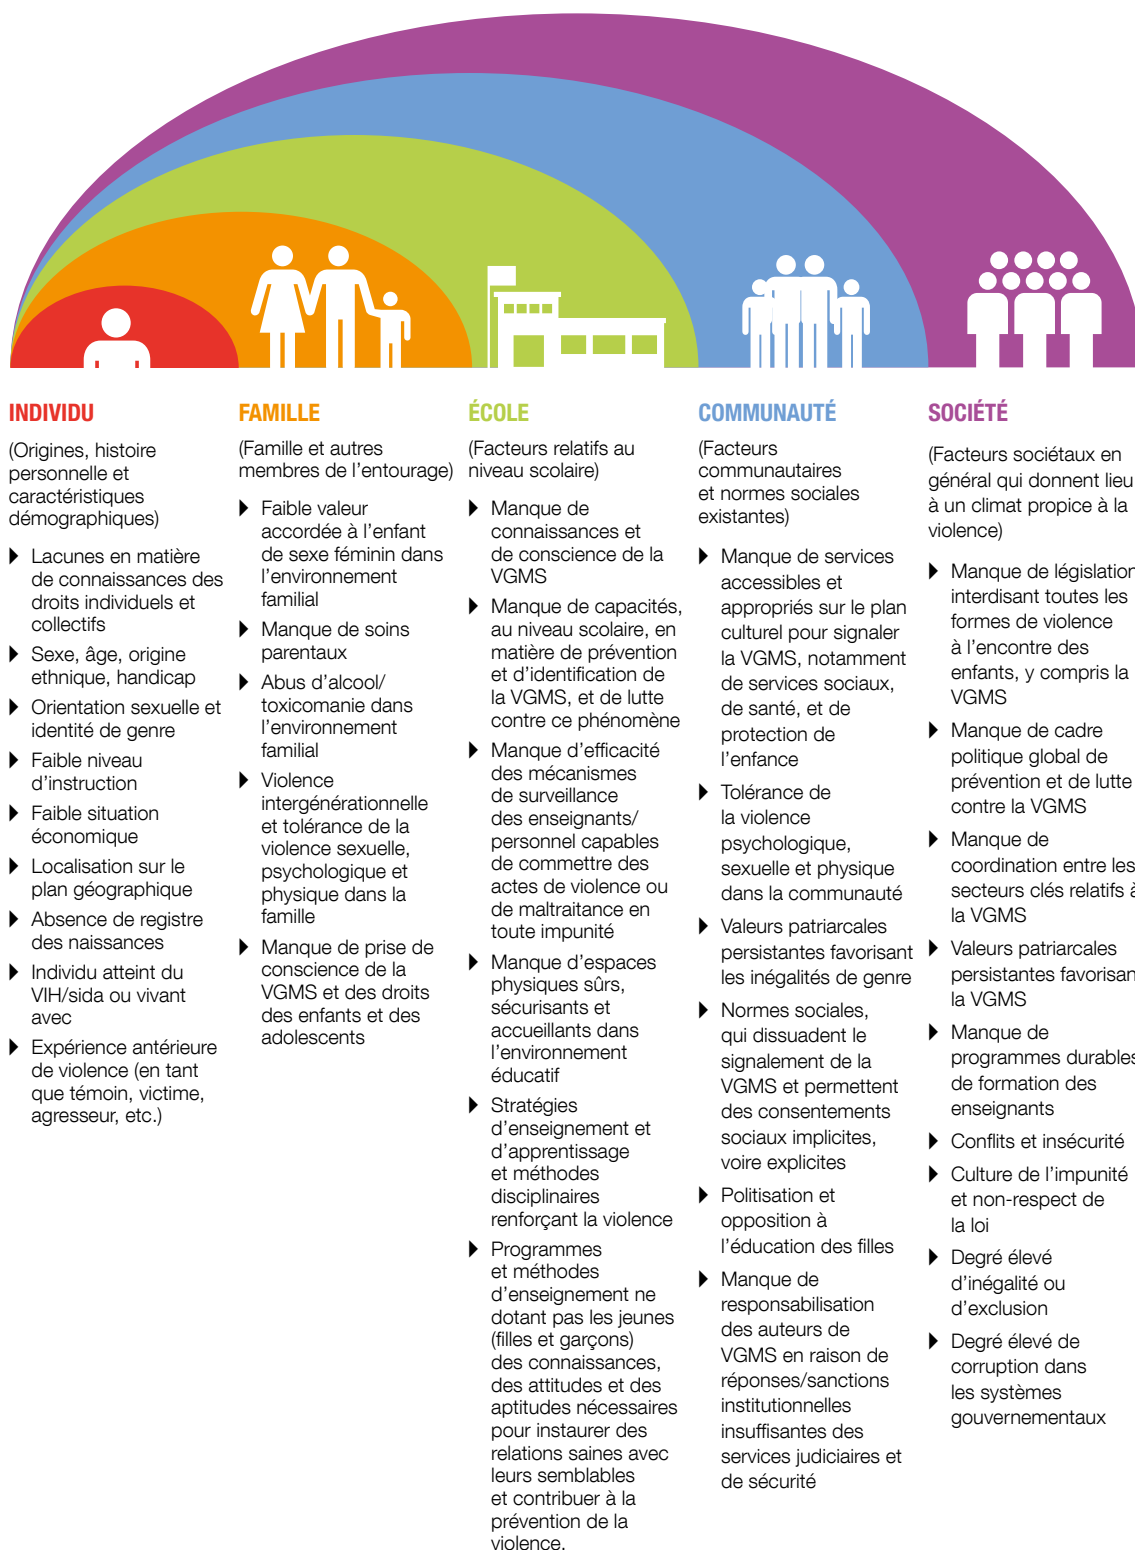 INDIVIDU
(Origines, histoire
personnelle et
caractéristiques
démographiques)
Lacunes en matière
de connaissances des
droits individuels et
collectifs
Sexe, âge, origine
ethnique, handicap
Orientation sexuelle et
identité de genre
Faible niveau
d’instruction
Faible situation
économique
Localisation sur le
plan géographique
Absence de registre
des naissances
Individu atteint du
VIH/sida ou vivant
avec
Expérience antérieure
de violence (en tant
que témoin, victime,
agresseur, etc.)
FAMILLE
(Famille et autres
membres de l’entourage)
Faible valeur
accordée à l’enfant
de sexe féminin dans
l’environnement
familial
Manque de soins
parentaux
Abus d’alcool/
toxicomanie dans
l’environnement
familial
Violence
intergénérationnelle
et tolérance de la
violence sexuelle,
psychologique et
physique dans la
famille
Manque de prise de
conscience de la
VGMS et des droits
des enfants et des
adolescents
ÉCOLE
(Facteurs relatifs au
niveau scolaire)
Manque de
connaissances et
de conscience de la
VGMS
Manque de capacités,
au niveau scolaire, en
matière de prévention
et d’identification de
la VGMS, et de lutte
contre ce phénomène
Manque d’efficacité
des mécanismes
de surveillance
des enseignants/
personnel capables
de commettre des
actes de violence ou
de maltraitance en
toute impunité
Manque d’espaces
physiques sûrs,
sécurisants et
accueillants dans
l’environnement
éducatif
Stratégies
d’enseignement et
d’apprentissage
et méthodes
disciplinaires
renforçant la violence
Programmes
et méthodes
d’enseignement ne
dotant pas les jeunes
(filles et garçons)
des connaissances,
des attitudes et des
aptitudes nécessaires
pour instaurer des
relations saines avec
leurs semblables
et contribuer à la
prévention de la
violence.
COMMUNAUTÉ
(Facteurs
communautaires
et normes sociales
existantes)
Manque de services
accessibles et
appropriés sur le plan
culturel pour signaler
la VGMS, notamment
de services sociaux,
de santé, et de
protection de
l’enfance
Tolérance de
la violence
psychologique,
sexuelle et physique
dans la communauté
Valeurs patriarcales
persistantes favorisant
les inégalités de genre
Normes sociales,
qui dissuadent le
signalement de la
VGMS et permettent
des consentements
sociaux implicites,
voire explicites
Politisation et
opposition à
l’éducation des filles
Manque de
responsabilisation
des auteurs de
VGMS en raison de
réponses/sanctions
institutionnelles
insuffisantes des
services judiciaires et
de sécurité
SOCIÉTÉ
(Facteurs sociétaux en
général qui donnent lieu
à un climat propice à la
violence)
Manque de législation
interdisant toutes les
formes de violence
à l’encontre des
enfants, y compris la
VGMS
Manque de cadre
politique global de
prévention et de lutte
contre la VGMS
Manque de
coordination entre les
secteurs clés relatifs à
la VGMS
Valeurs patriarcales
persistantes favorisant
la VGMS
Manque de
programmes durables
de formation des
enseignants
Conflits et insécurité
Culture de l’impunité
et non-respect de
la loi
Degré élevé
d’inégalité ou
d’exclusion
Degré élevé de
corruption dans
les systèmes
gouvernementaux